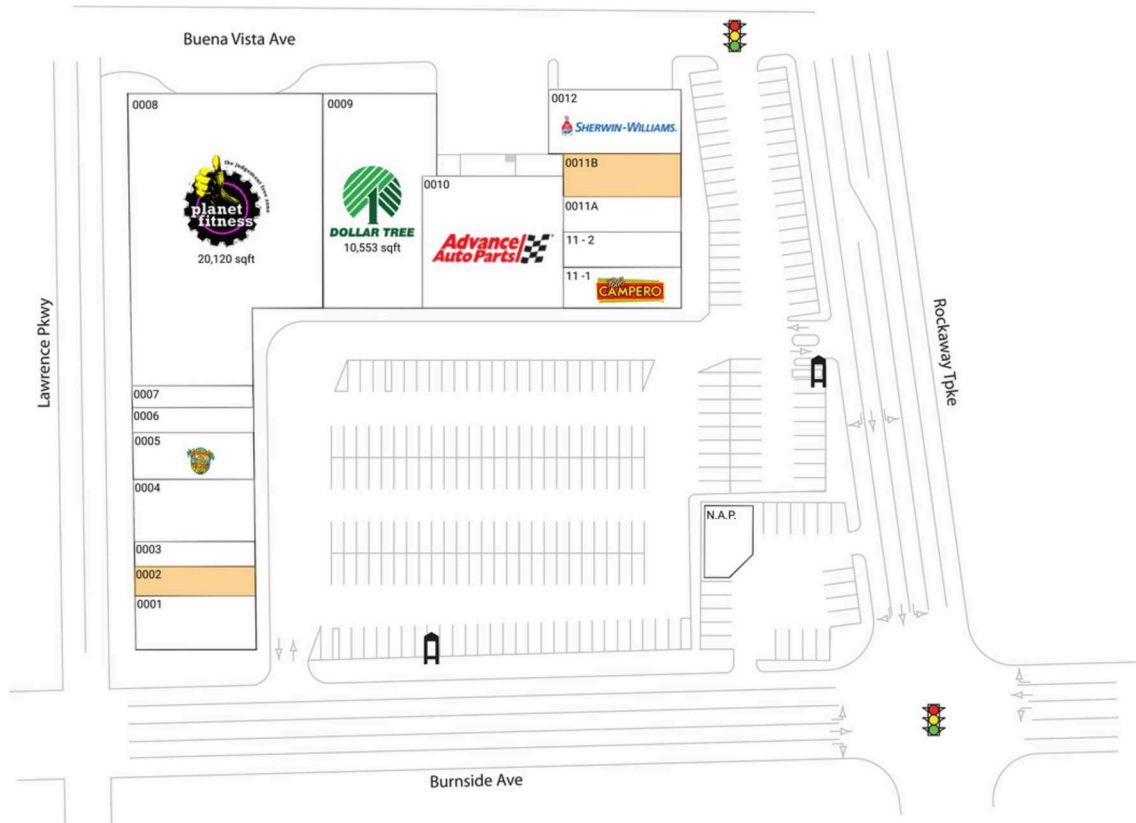 Buena Vista Ave
0008
the judgement free zone
planet
fitness
20,120 sqft
0009
DOLLAR TREE
10,553 sqft
0010
Advance
Auto Parts
0012
SHERWIN-WILLIAMS.
0011B
0011A
11 - 2
11 -1
CAMPERO
Lawrence Pkwy
Rockaway Tpke
0007
0006
0005
0004
0003
0002
0001
N.A.P.
Burnside Ave